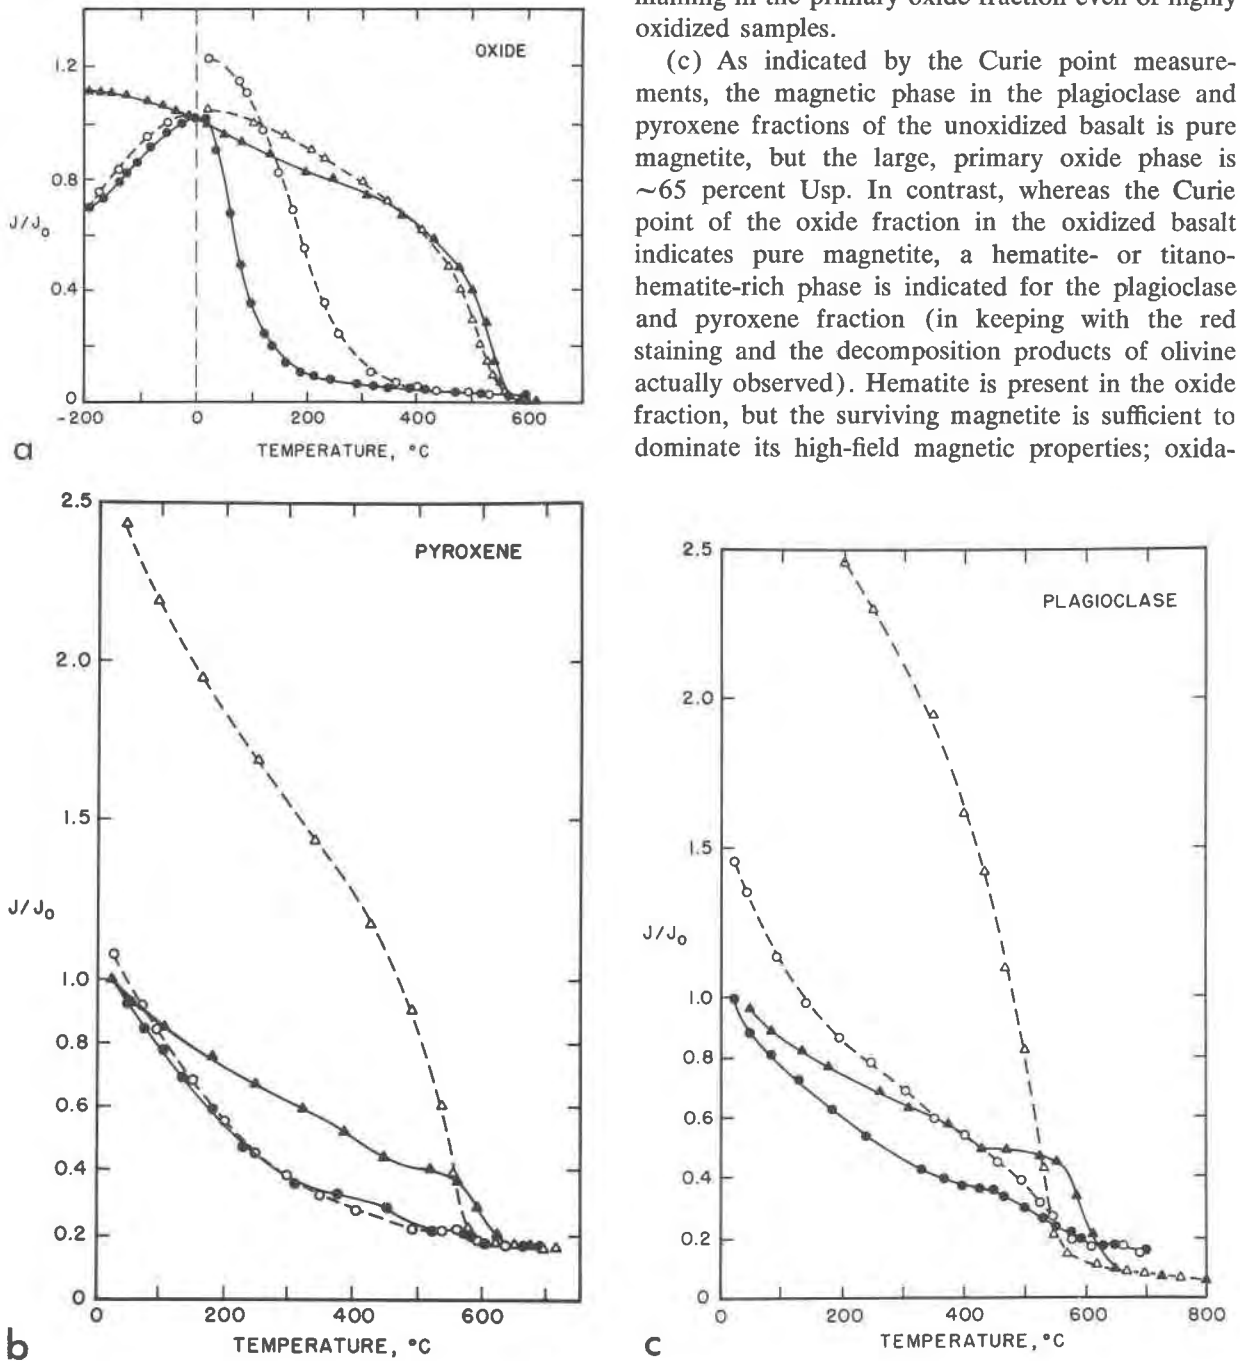 maining in the primary oxide fraction even of highly
oxidized samples.
(c) As indicated by the Curie point measure-
ments, the magnetic phase in the plagioclase and
pyroxene fractions of the unoxidized basalt is pure
magnetite, but the large, primary oxide phase is
~65 percent Usp. In contrast, whereas the Curie
point of the oxide fraction in the oxidized basalt
indicates pure magnetite, a hematite- or titano-
hematite-rich phase is indicated for the plagioclase
and pyroxene fraction (in keeping with the red
staining and the decomposition products of olivine
actually observed). Hematite is present in the oxide
fraction, but the surviving magnetite is sufficient to
dominate its high-field magnetic properties; oxida-
OXIDE
1.2
0.8
J/J₀
0.4
0
-200 0 200 400 600
TEMPERATURE, °C
a
2.5
PYROXENE
2.0
1.5
J/J₀
1.0
0.8
0.6
0.4
0.2
0
0 200 400 600
TEMPERATURE, °C
b
2.5
PLAGIOCLASE
2.0
1.5
J/J₀
1.0
0.8
0.6
0.4
0.2
0
200 400 600 800
TEMPERATURE, °C
c